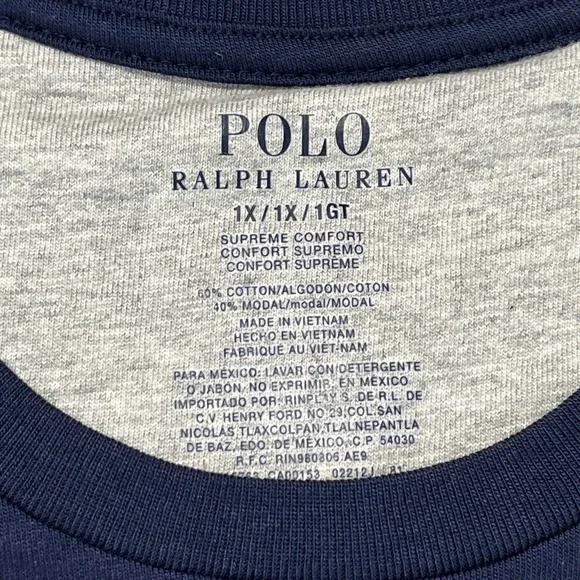 POLO
RALPH LAUREN
1X/1X/1GT
SUPREME COMFORT
CONFORT SUPREMO
CONFORT SUPRÊME
60% COTTON/ALGODÓN/COTON
40% MODAL/modal/MODAL
MADE IN VIETNAM
HECHO EN VIETNAM
FABRIQUÉ AU VIÊT-NAM
PARA MÉXICO: LAVAR CON DETERGENTE
O JABÓN, NO EXPRIMIR, EN MÉXICO
IMPORTADO POR: RINPLAY S. DE R.L. DE
C.V. HENRY FORD NO.29,COL.SAN
NICOLÁS TLAXCOLPAN,TLALNEPANTLA
DE BAZ, EDO. DE MÉXICO, C.P. 54030
R.F.C. RIN980806.AE9.
CA00153 02212J